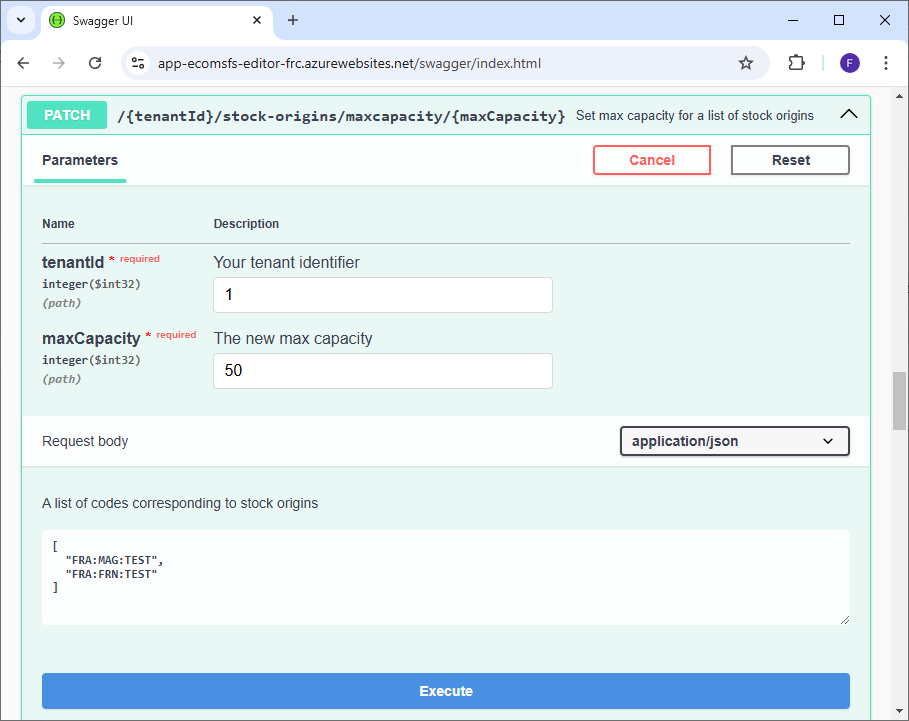 Swagger UI
app-ecomsfs-editor-frc.azurewebsites.net/swagger/index.html
F
PATCH /{tenantId}/stock-origins/maxcapacity/{maxCapacity} Set max capacity for a list of stock origins
Parameters Cancel Reset
Name Description
tenantId * required Your tenant identifier
integer($int32)
(path)
1
maxCapacity * required The new max capacity
integer($int32)
(path)
50
Request body application/json
A list of codes corresponding to stock origins
[
"FRA:MAG:TEST",
"FRA:FRN:TEST"
]
Execute